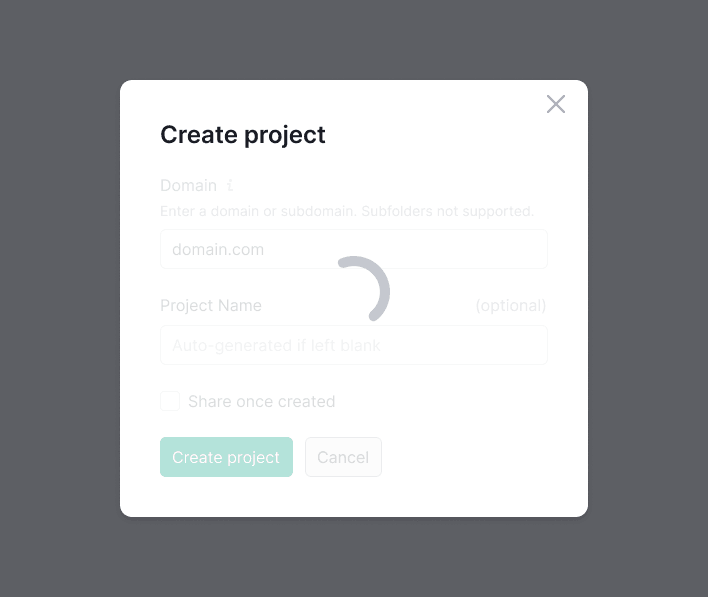 Create project
Domain
Enter a domain or subdomain. Subfolders not supported.
domain.com
Project Name (optional)
Auto-generated if left blank
Share once created
Create project Cancel